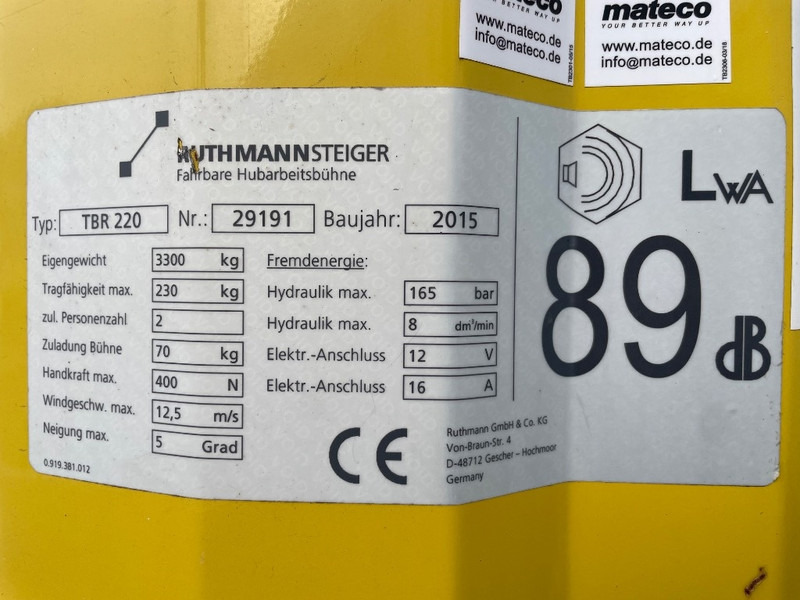 mateco
YOUR BETTER WAY UP
www.mateco.de
info@mateco.de
mateco
YOUR BETTER WAY UP
www.mateco.de
info@mateco.de
TB2306-03/18
RUTHMANNSTEIGER
Fahrbare Hubarbeitsbühne
Typ: TBR 220 Nr.: 29191 Baujahr: 2015
Eigengewicht 3300 kg
Tragfähigkeit max. 230 kg
zul. Personenzahl 2
Zuladung Bühne 70 kg
Handkraft max. 400 N
Windgeschw. max. 12,5 m/s
Neigung max. 5 Grad
0.919.381.012
Fremdenergie:
Hydraulik max. 165 bar
Hydraulik max. 8 dm³/min
Elektr.-Anschluss 12 V
Elektr.-Anschluss 16 A
CE
Ruthmann GmbH & Co. KG
Von-Braun-Str. 4
D-48712 Gescher – Hochmoor
Germany
LWA
89
dB